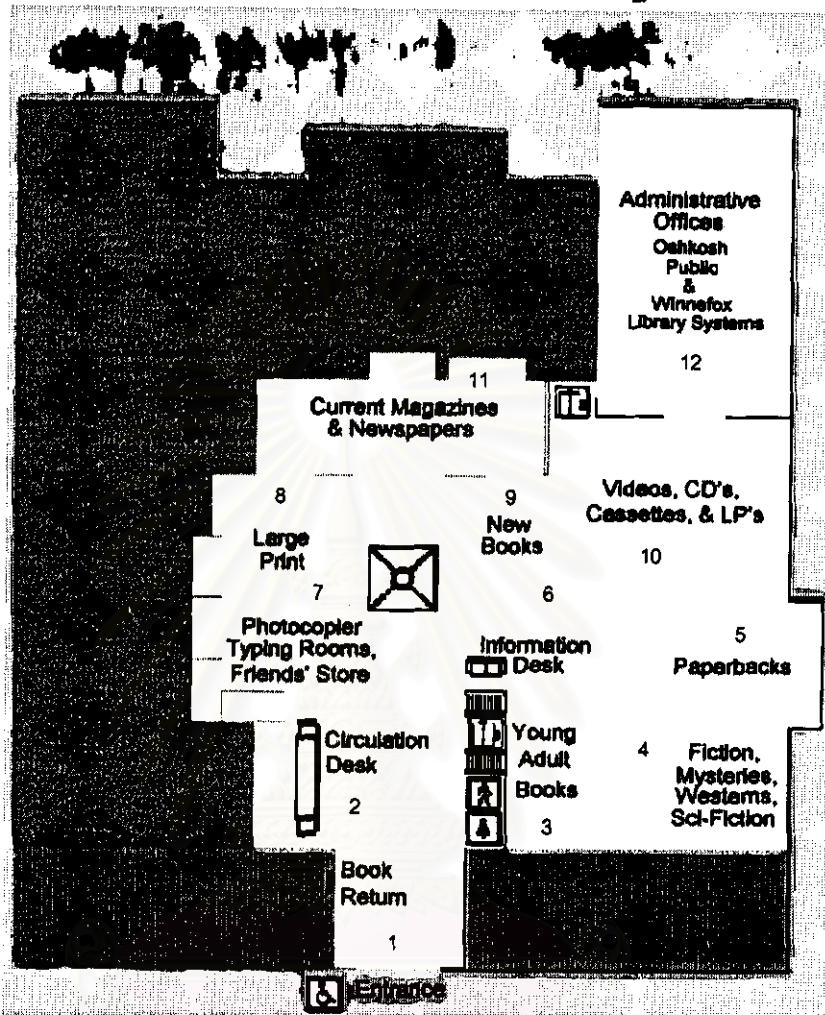 Administrative
Offices
Oshkosh
Public
&
Winnefox
Library Systems
12
11
Current Magazines
& Newspapers
8
9
Videos, CD's,
Cassettes, & LP's
Large
Print
New
Books
10
7
6
Photocopier
Typing Rooms,
Friends' Store
Information
Desk
5
Paperbacks
Circulation
Desk
2
Young
Adult
Books
3
4
Fiction,
Mysteries,
Westerns,
Sci-Fiction
Book
Return
1
Entrance